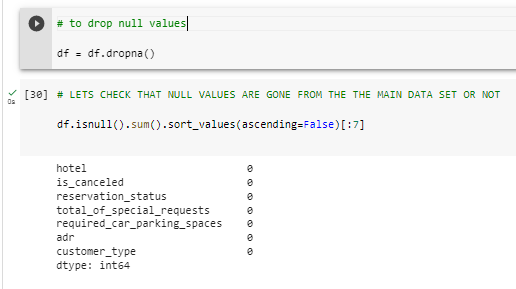 # to drop null values
df = df.dropna()
[30] # LETS CHECK THAT NULL VALUES ARE GONE FROM THE THE MAIN DATA SET OR NOT
0s
df.isnull().sum().sort_values(ascending=False)[:7]
hotel 0
is_canceled 0
reservation_status 0
total_of_special_requests 0
required_car_parking_spaces 0
adr 0
customer_type 0
dtype: int64